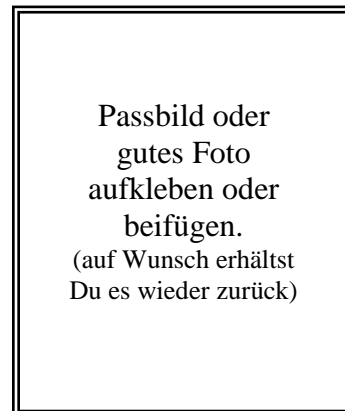 Passbild oder
gutes Foto
aufkleben oder
beifügen.
(auf Wunsch erhältst
Du es wieder zurück)